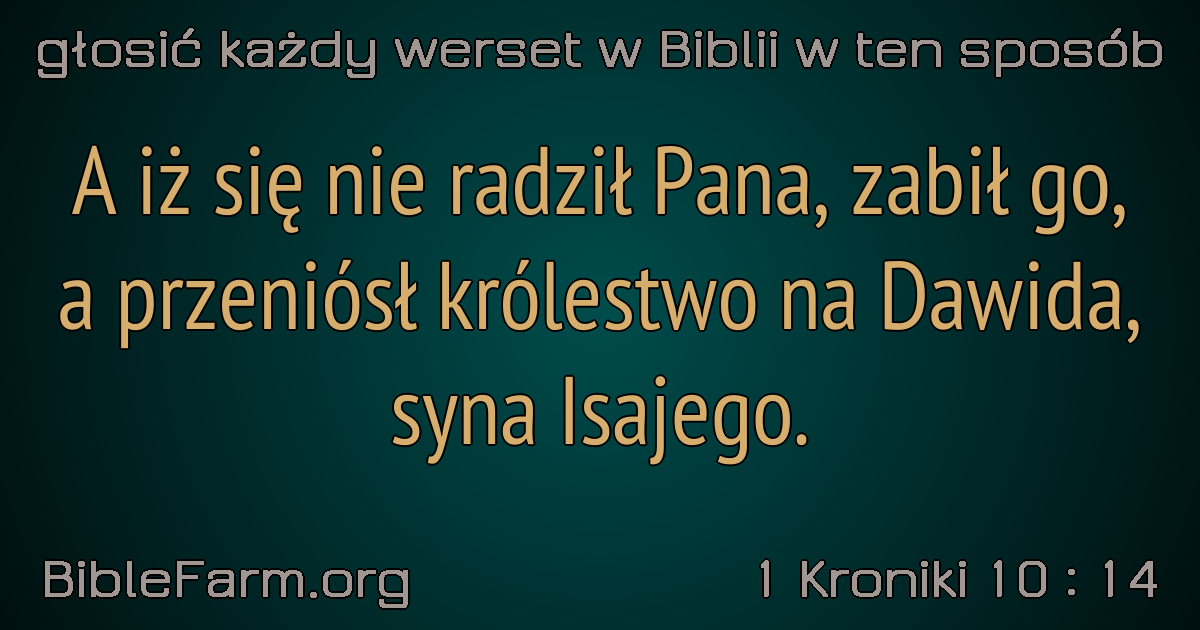 głosić każdy werset w Biblii w ten sposób
A iż się nie radził Pana, zabił go,
a przeniósł królestwo na Dawida,
syna Isajego.
BibleFarm.org
1 Kroniki 10 : 14